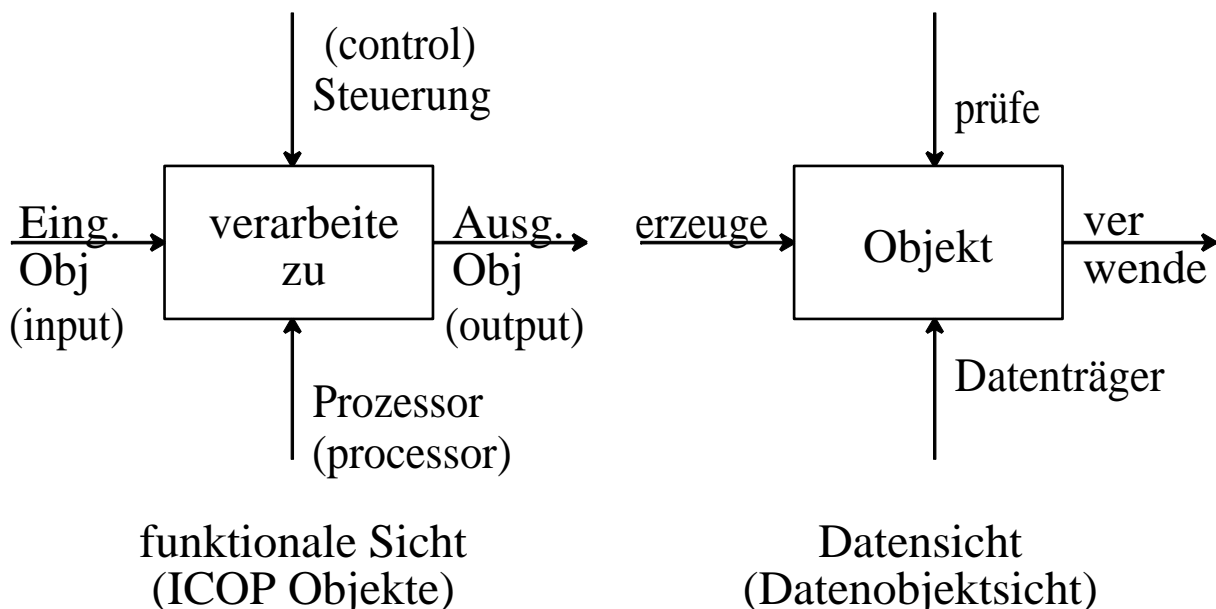 (control)
Steuerung
Eing.
Obj
(input)
verarbeite
zu
Ausg.
Obj
(output)
Prozessor
(processor)
funktionale Sicht
(ICOP Objekte)
prüfe
erzeuge
Objekt
ver
wende
Datenträger
Datensicht
(Datenobjektsicht)